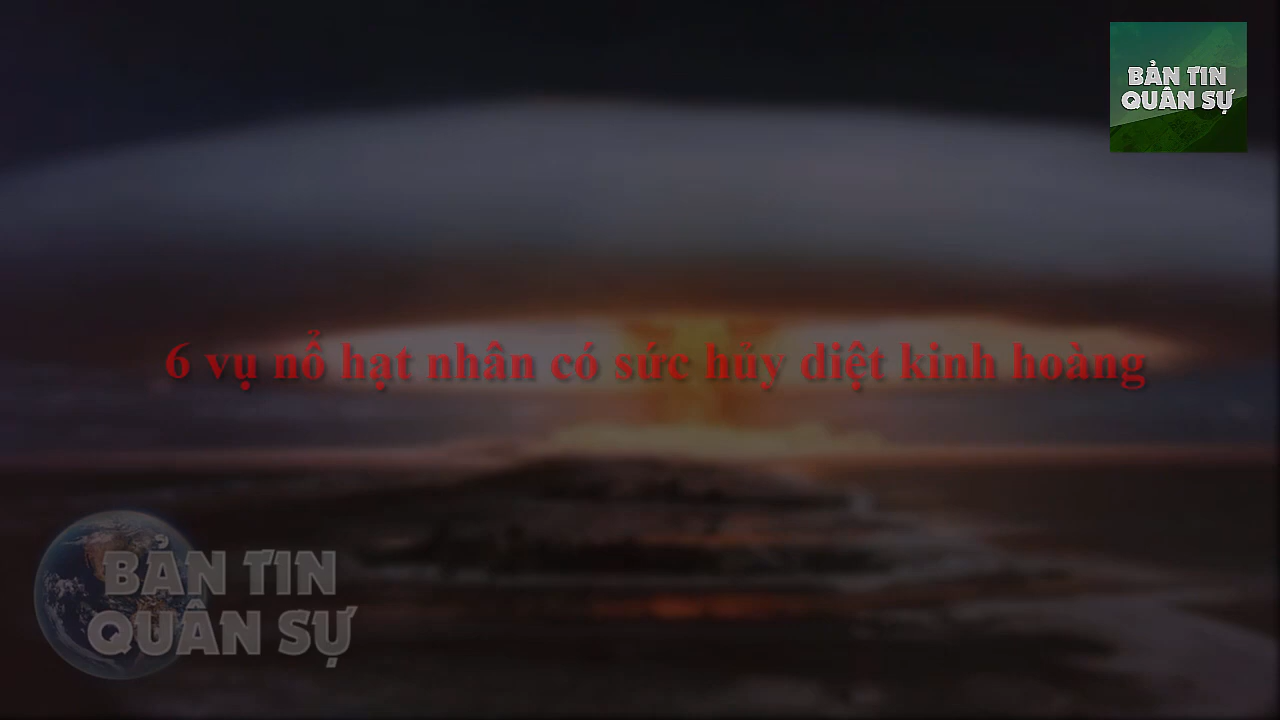 BẢN TIN
QUÂN SỰ
6 vụ nổ hạt nhân có sức hủy diệt kinh hoàng
BẢN TIN
QUÂN SỰ